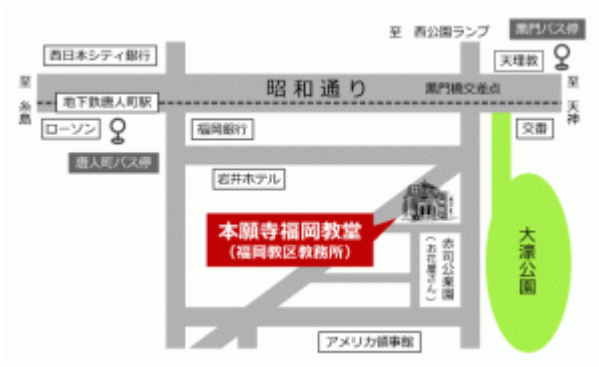 至 西公園ランプ
黒門バス停
西日本シティ銀行
天理教
至 糸島
昭和通り
黒門橋交差点
至 天神
地下鉄唐人町駅
ローソン
福岡銀行
交番
唐人町バス停
岩井ホテル
本願寺福岡教堂
(福岡教区教務所)
赤司公楽園
(お花屋さん)
大濠公園
アメリカ領事館